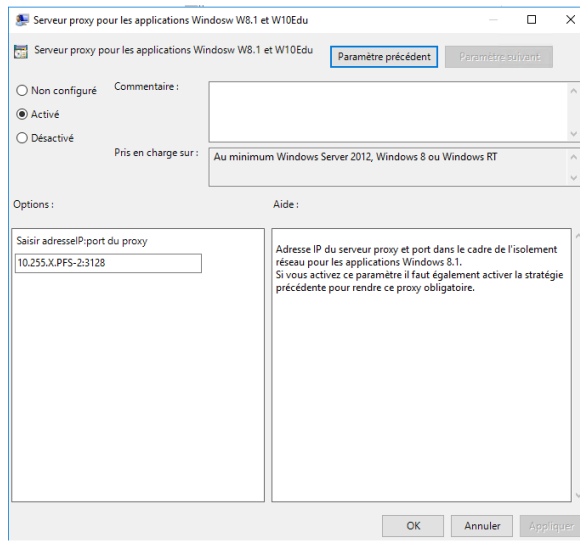 Serveur proxy pour les applications Windosw W8.1 et W10Edu
Serveur proxy pour les applications Windosw W8.1 et W10Edu
Paramètre précédent
Paramètre suivant
Non configuré
Commentaire :
Activé
Désactivé
Pris en charge sur :
Au minimum Windows Server 2012, Windows 8 ou Windows RT
Options :
Aide :
Saisir adresseIP:port du proxy
10.255.X.PFS-2:3128
Adresse IP du serveur proxy et port dans le cadre de l'isolement
réseau pour les applications Windows 8.1.
Si vous activez ce paramètre il faut également activer la stratégie
précédente pour rendre ce proxy obligatoire.
OK
Annuler
Appliquer